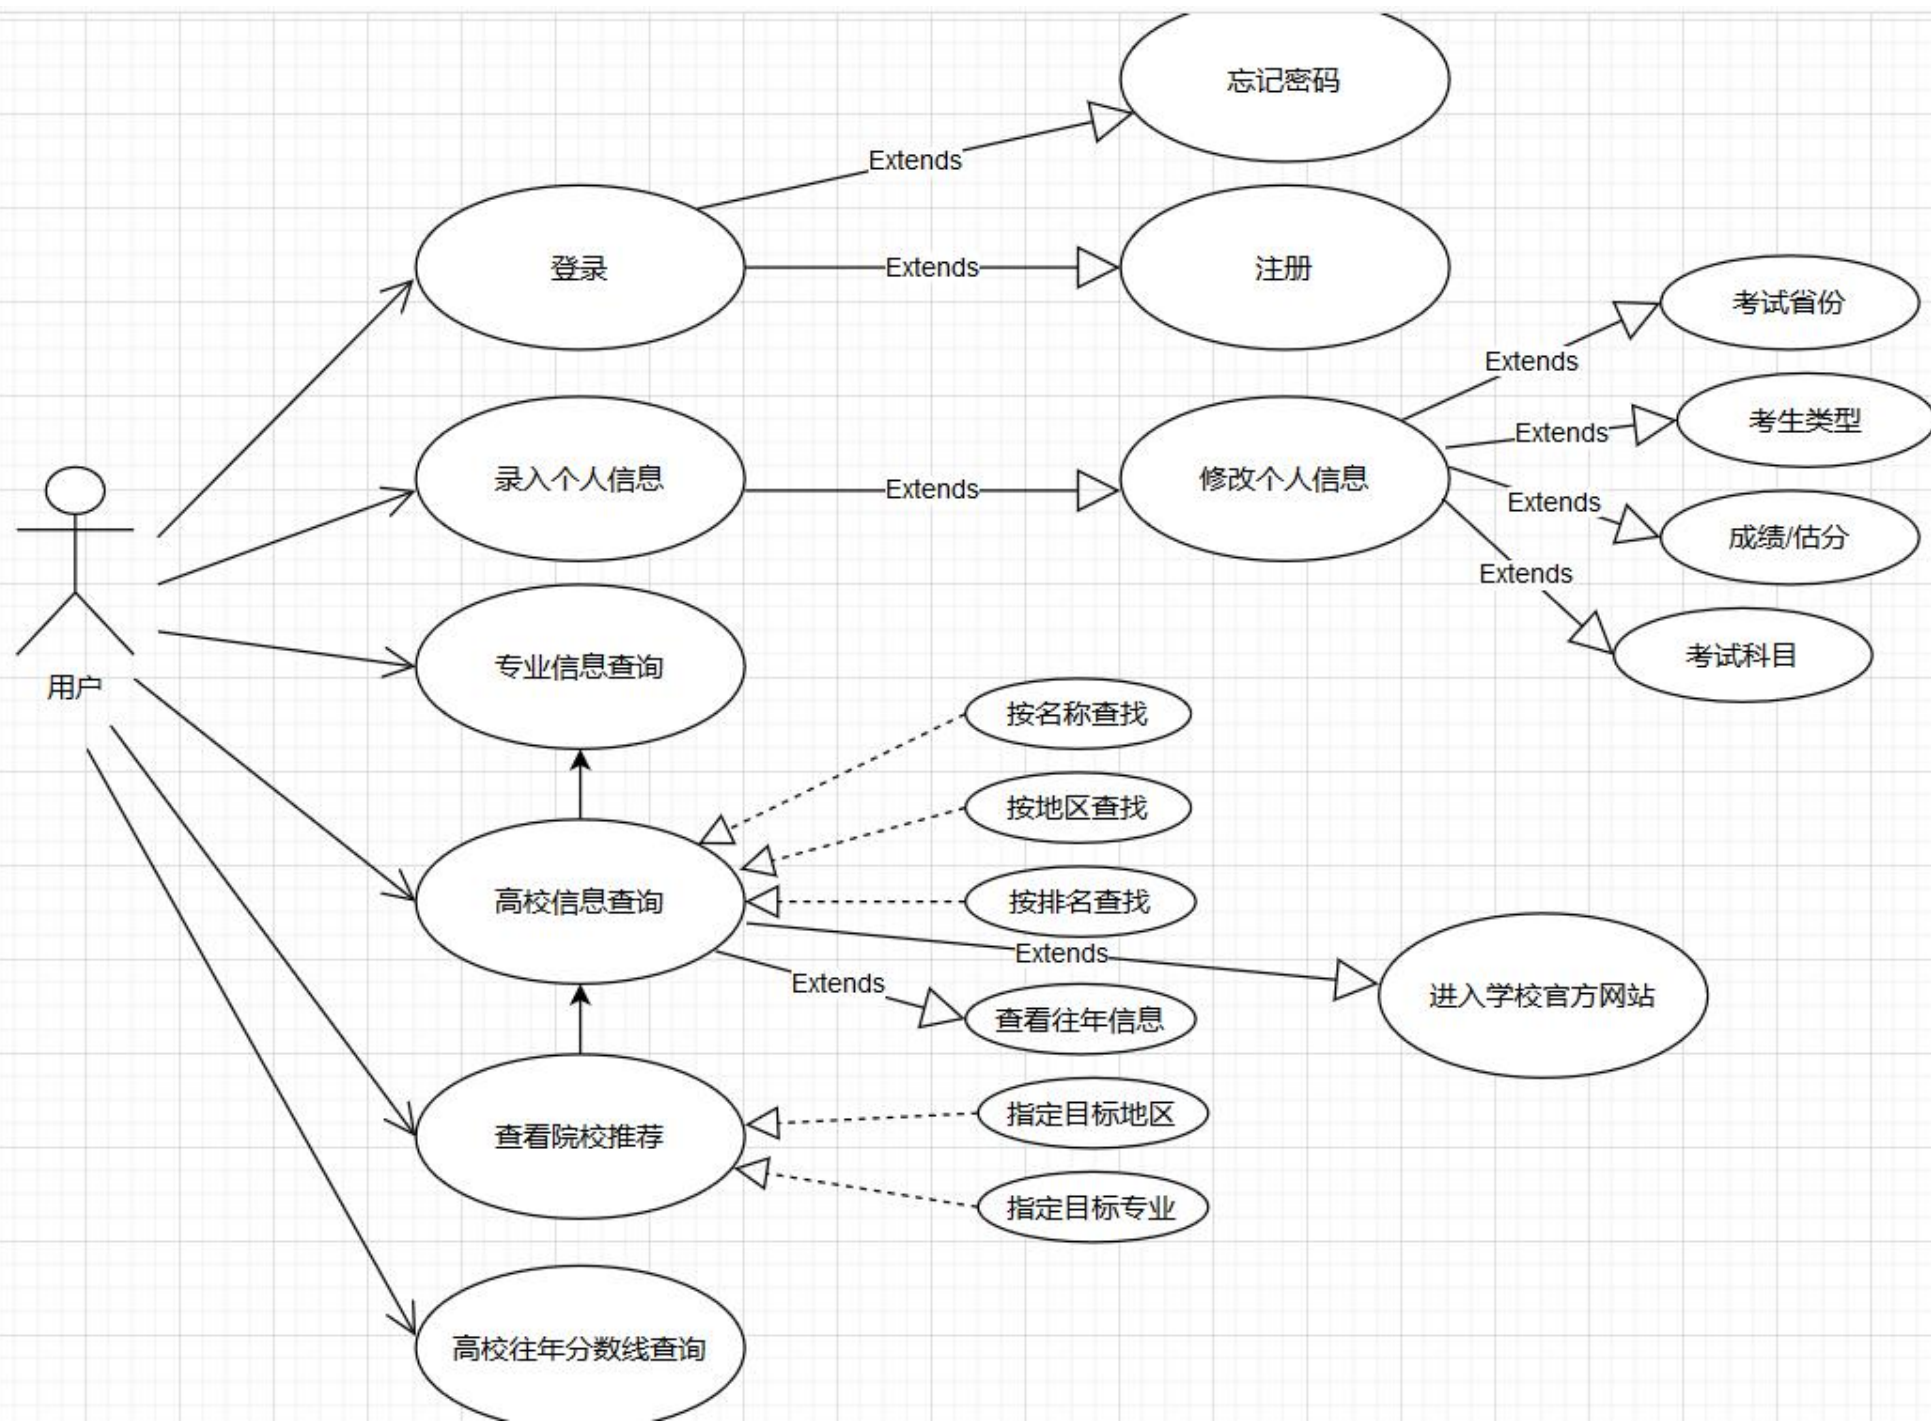 忘记密码
Extends
登录
Extends
注册
考试省份
Extends
考生类型
Extends
录入个人信息
Extends
修改个人信息
Extends
成绩/估分
Extends
考试科目
专业信息查询
用户
按名称查找
按地区查找
高校信息查询
按排名查找
Extends
Extends
进入学校官方网站
查看往年信息
指定目标地区
查看院校推荐
指定目标专业
高校往年分数线查询